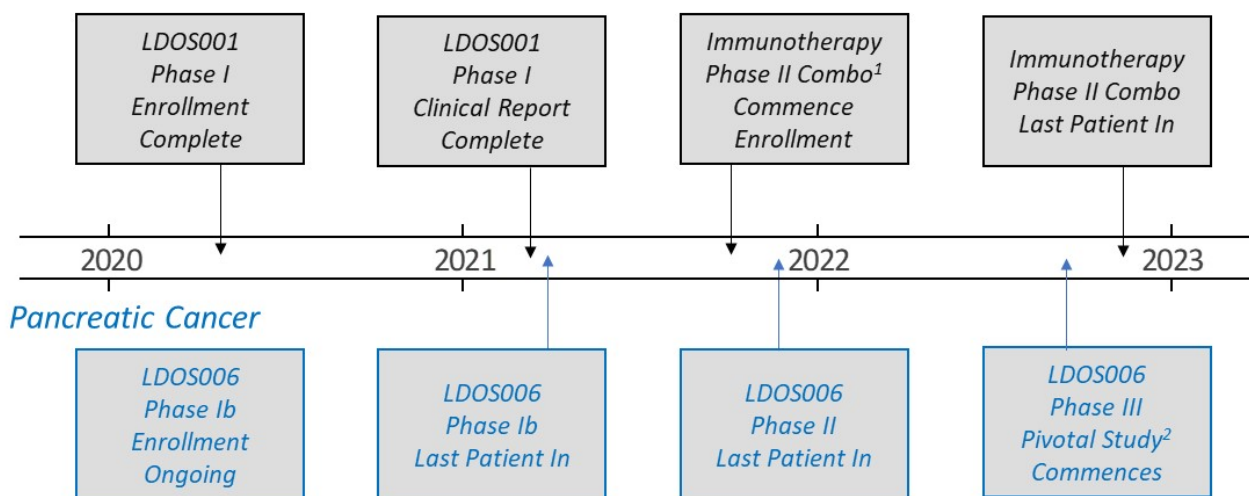 LDOS001
Phase I
Enrollment
Complete
LDOS001
Phase I
Clinical Report
Complete
Immunotherapy
Phase II Combo¹
Commence
Enrollment
Immunotherapy
Phase II Combo
Last Patient In
2020
2021
2022
2023
Pancreatic Cancer
LDOS006
Phase Ib
Enrollment
Ongoing
LDOS006
Phase Ib
Last Patient In
LDOS006
Phase II
Last Patient In
LDOS006
Phase III
Pivotal Study²
Commences